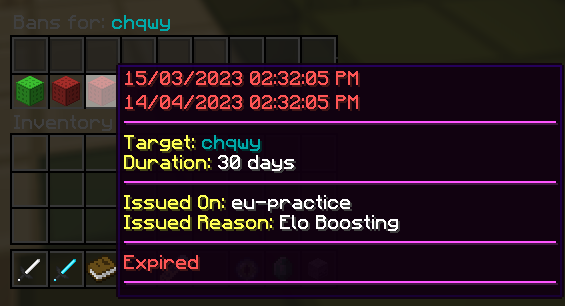 Bans for: chqwy
15/03/2023 02:32:05 PM
14/04/2023 02:32:05 PM
Target: chqwy
Duration: 30 days
Issued On: eu-practice
Issued Reason: Elo Boosting
Expired
Inventory